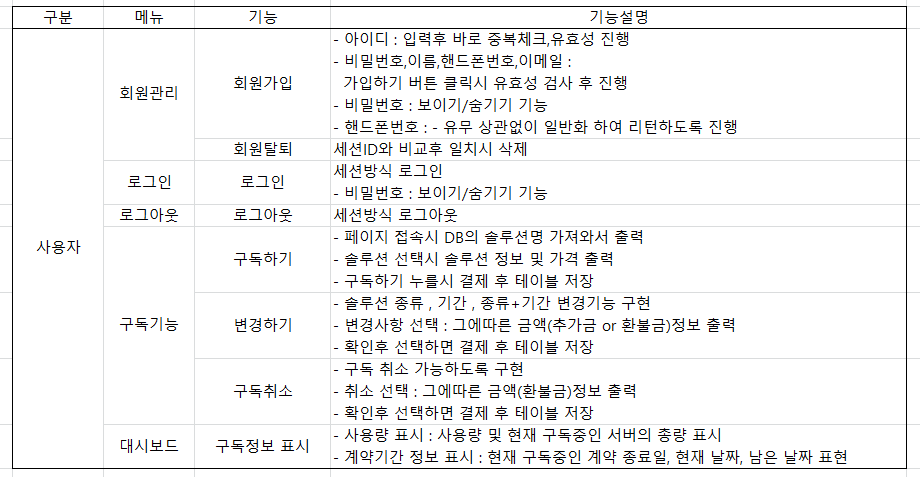 구분 메뉴 기능 기능설명
사용자
회원관리
회원가입
- 아이디 : 입력후 바로 중복체크,유효성 진행
- 비밀번호,이름,핸드폰번호,이메일 :
가입하기 버튼 클릭시 유효성 검사 후 진행
- 비밀번호 : 보이기/숨기기 기능
- 핸드폰번호 : - 유무 상관없이 일반화 하여 리턴하도록 진행
회원탈퇴 세션ID와 비교후 일치시 삭제
로그인 로그인
세션방식 로그인
- 비밀번호 : 보이기/숨기기 기능
로그아웃 로그아웃 세션방식 로그아웃
구독기능
구독하기
- 페이지 접속시 DB의 솔루션명 가져와서 출력
- 솔루션 선택시 솔루션 정보 및 가격 출력
- 구독하기 누를시 결제 후 테이블 저장
변경하기
- 솔루션 종류 , 기간 , 종류+기간 변경기능 구현
- 변경사항 선택 : 그에따른 금액(추가금 or 환불금)정보 출력
- 확인후 선택하면 결제 후 테이블 저장
구독취소
- 구독 취소 가능하도록 구현
- 취소 선택 : 그에따른 금액(환불금)정보 출력
- 확인후 선택하면 결제 후 테이블 저장
대시보드 구독정보 표시
- 사용량 표시 : 사용량 및 현재 구독중인 서버의 총량 표시
- 계약기간 정보 표시 : 현재 구독중인 계약 종료일, 현재 날짜, 남은 날짜 표현